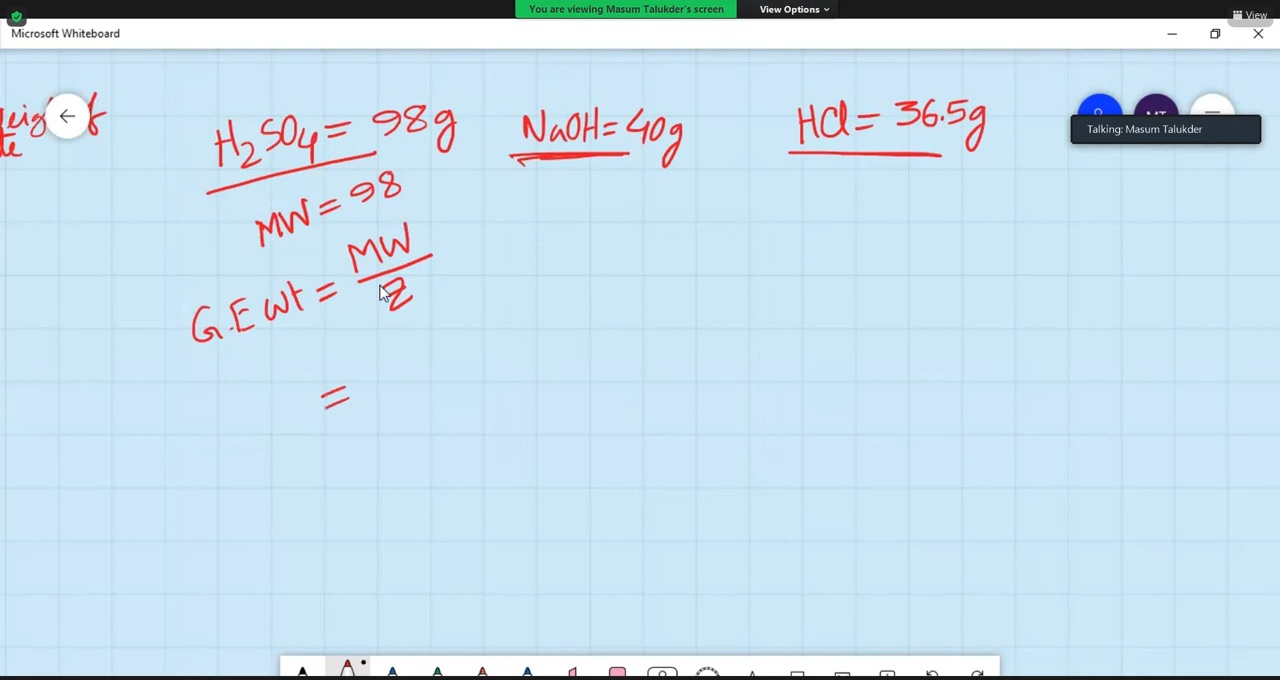 You are viewing Masum Talukder's screen
View Options
View
Microsoft Whiteboard
H2SO4 = 98g
NaOH = 40g
HCl = 36.5g
MT
Talking: Masum Talukder
MW = 98
G.E wt = MW
Z
=